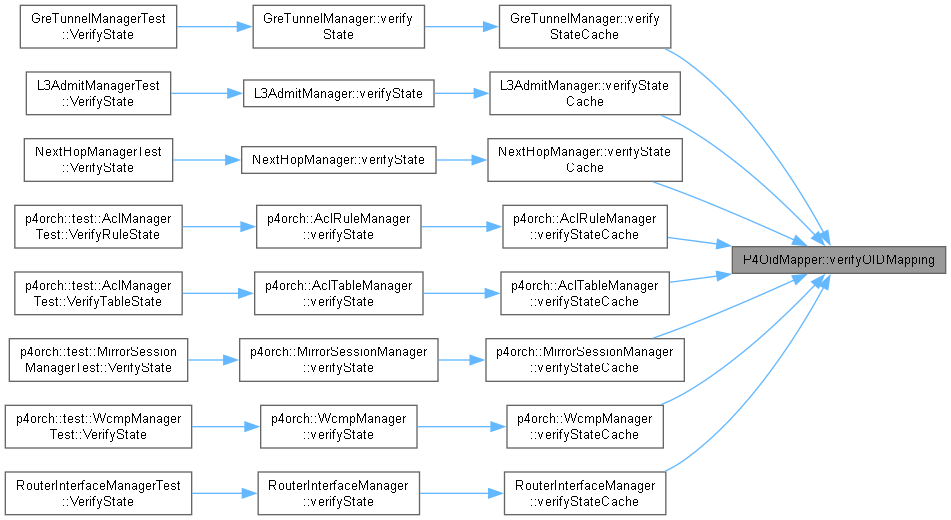 GreTunnelManagerTest
::VerifyState
GreTunnelManager::verify
State
GreTunnelManager::verify
StateCache
L3AdmitManagerTest
::VerifyState
L3AdmitManager::verifyState
L3AdmitManager::verifyState
Cache
NextHopManagerTest
::VerifyState
NextHopManager::verifyState
NextHopManager::verifyState
Cache
p4orch::test::AclManager
Test::VerifyRuleState
p4orch::AclRuleManager
::verifyState
p4orch::AclRuleManager
::verifyStateCache
P4OidMapper::verifyOIDMapping
p4orch::test::AclManager
Test::VerifyTableState
p4orch::AclTableManager
::verifyState
p4orch::AclTableManager
::verifyStateCache
p4orch::test::MirrorSession
ManagerTest::VerifyState
p4orch::MirrorSessionManager
::verifyState
p4orch::MirrorSessionManager
::verifyStateCache
p4orch::test::WcmpManager
Test::VerifyState
p4orch::WcmpManager
::verifyState
p4orch::WcmpManager
::verifyStateCache
RouterInterfaceManagerTest
::VerifyState
RouterInterfaceManager
::verifyState
RouterInterfaceManager
::verifyStateCache